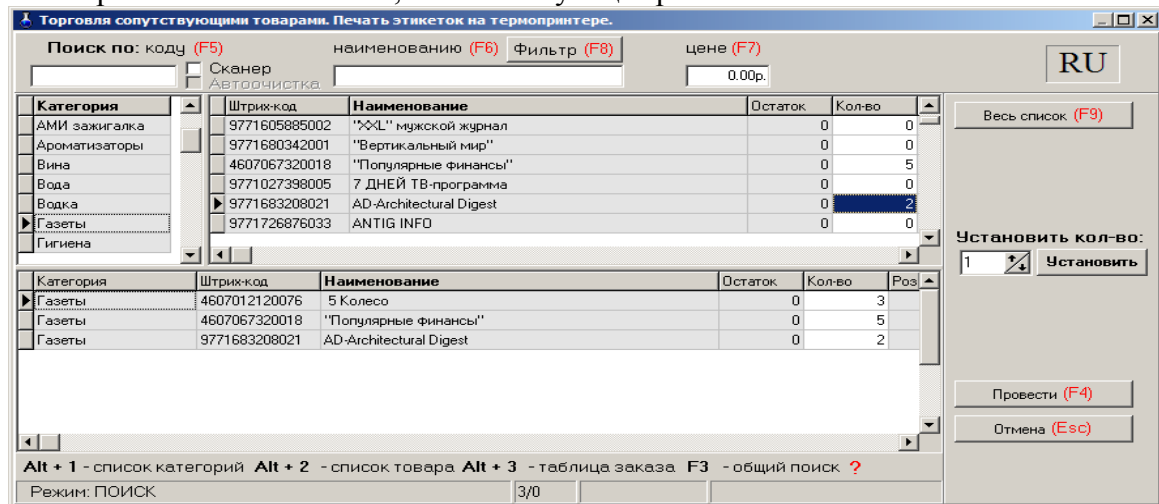 Торговля сопутствующими товарами. Печать этикеток на термопринтере.
Поиск по: коду (F5) наименованию (F6) Фильтр (F8) цене (F7)
Сканер
Автоочистка
0.00р.
RU
Категория
АМИ зажигалка
Ароматизаторы
Вина
Вода
Водка
Газеты
Гигиена
Штрих-код Наименование Остаток Кол-во
9771605885002 "XXL" мужской журнал 0 0
9771680342001 "Вертикальный мир" 0 0
4607067320018 "Популярные финансы" 0 5
9771027398005 7 ДНЕЙ ТВ-программа 0 0
9771683208021 AD-Architectural Digest 0 2
9771726876033 ANTIG INFO 0 0
Весь список (F9)
Установить кол-во:
1 Установить
Категория Штрих-код Наименование Остаток Кол-во Роз
Газеты 4607012120076 5 Колесо 0 3
Газеты 4607067320018 "Популярные финансы" 0 5
Газеты 9771683208021 AD-Architectural Digest 0 2
Провести (F4)
Отмена (Esc)
Alt + 1 - список категорий Alt + 2 - список товара Alt + 3 - таблица заказа F3 - общий поиск ?
Режим: ПОИСК 3/0